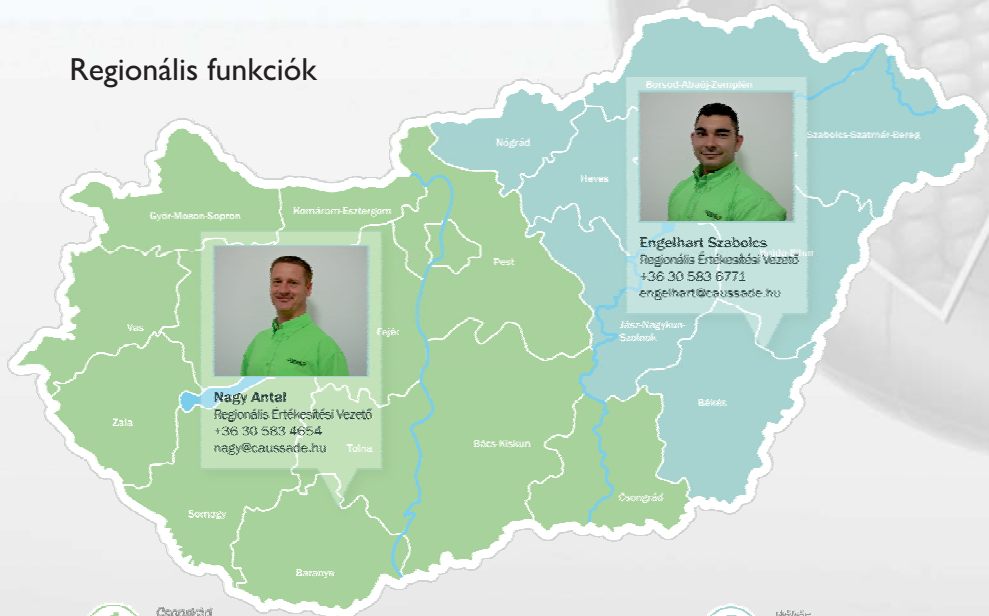 Regionális funkciók
Borsod-Abaúj-Zemplén
Szabolcs-Szatmár-Bereg
Nógrád
Heves
Győr-Moson-Sopron
Komárom-Esztergom
Pest
Engelhart Szabolcs
Regionális Értékesítési Vezető
+36 30 583 6771
engelhart@caussade.hu
Vas
Fejér
Jász-Nagykun-
Szolnok
Nagy Antal
Regionális Értékesítési Vezető
+36 30 583 4654
nagy@caussade.hu
Békés
Zala
Tolna
Bács-Kiskun
Csongrád
Somogy
Baranya
Csongrád
Békés